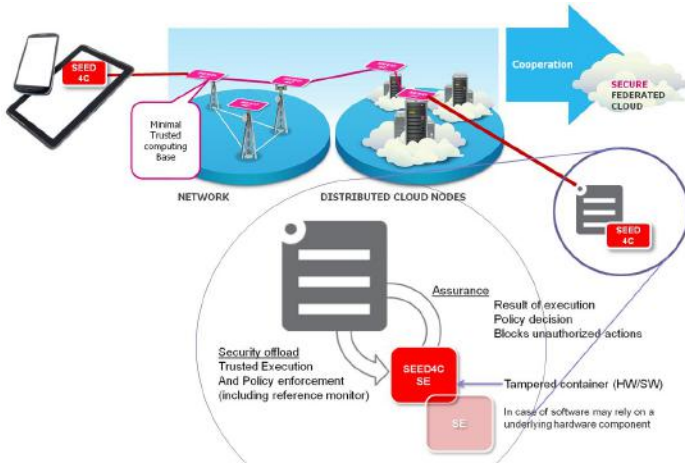 SEED
4C
Cooperation
SECURE
FEDERATED
CLOUD
Minimal
Trusted
computing
Base
NETWORK
DISTRIBUTED CLOUD NODES
SEED
4C
Assurance
Result of execution
Policy decision
Blocks unauthorized actions
Security offload
Trusted Execution
And Policy enforcement
(including reference monitor)
SEED4C
SE
Tampered container (HW/SW)
SE
In case of software may rely on a
underlying hardware component